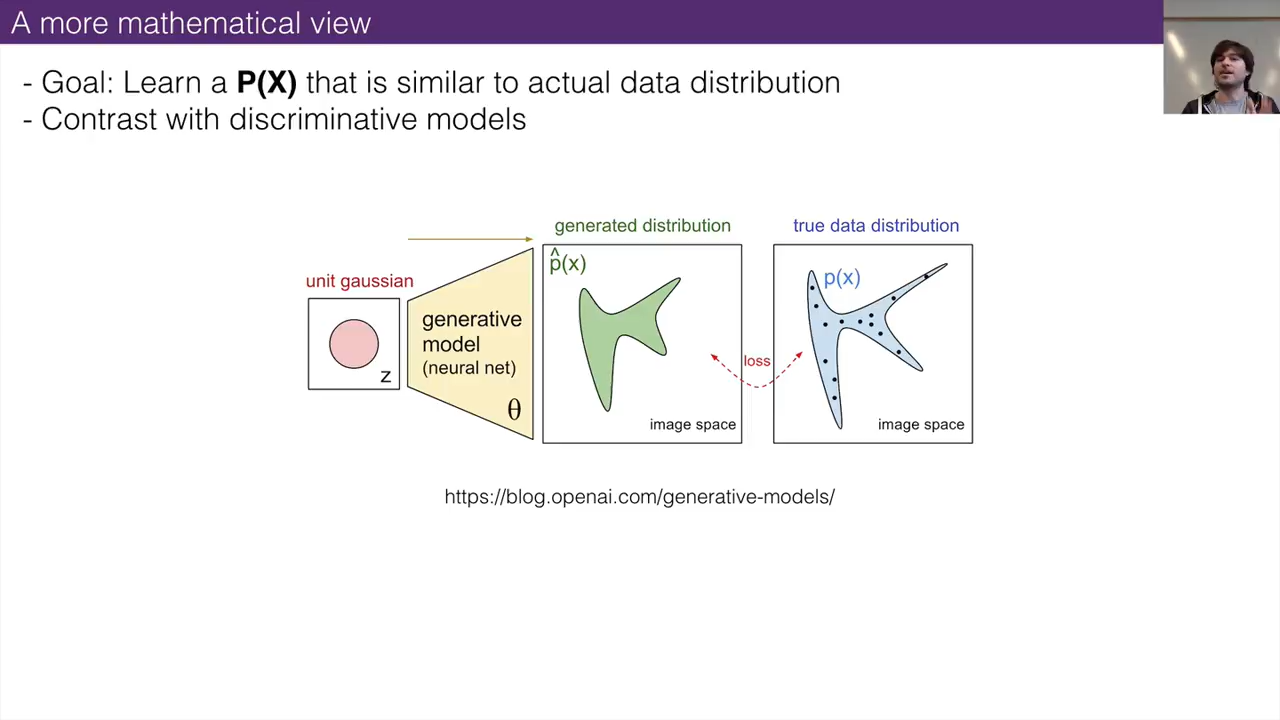 A more mathematical view
- Goal: Learn a P(X) that is similar to actual data distribution
- Contrast with discriminative models
generated distribution
true data distribution
unit gaussian
p̂(x)
p(x)
generative
model
(neural net)
z
θ
loss
image space
image space
https://blog.openai.com/generative-models/